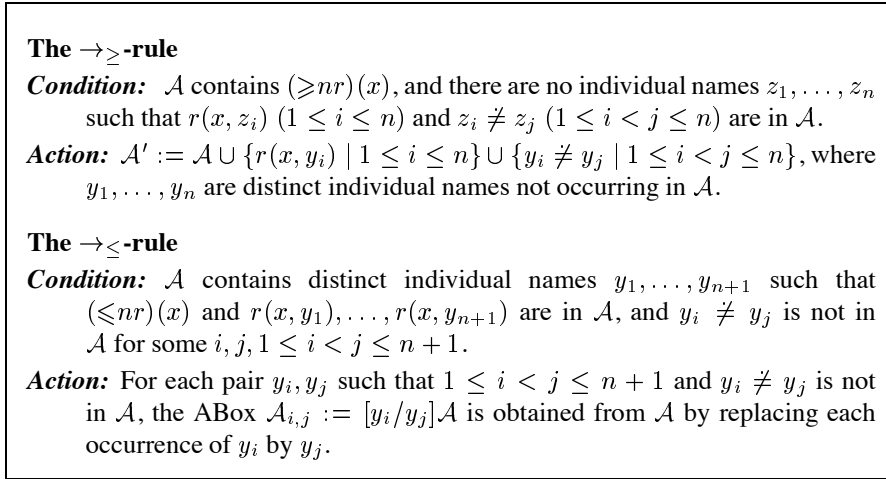 The →≥-rule
Condition: 𝒜 contains (⩾nr)(x), and there are no individual names z₁, . . . , zₙ
such that r(x, zᵢ) (1 ≤ i ≤ n) and zᵢ ≠̇ zⱼ (1 ≤ i < j ≤ n) are in 𝒜.
Action: 𝒜′ := 𝒜 ∪ {r(x, yᵢ) | 1 ≤ i ≤ n} ∪ {yᵢ ≠̇ yⱼ | 1 ≤ i < j ≤ n}, where
y₁, . . . , yₙ are distinct individual names not occurring in 𝒜.
The →≤-rule
Condition: 𝒜 contains distinct individual names y₁, . . . , yₙ₊₁ such that
(⩽nr)(x) and r(x, y₁), . . . , r(x, yₙ₊₁) are in 𝒜, and yᵢ ≠̇ yⱼ is not in
𝒜 for some i, j, 1 ≤ i < j ≤ n + 1.
Action: For each pair yᵢ, yⱼ such that 1 ≤ i < j ≤ n + 1 and yᵢ ≠̇ yⱼ is not
in 𝒜, the ABox 𝒜ᵢ,ⱼ := [yᵢ/yⱼ]𝒜 is obtained from 𝒜 by replacing each
occurrence of yᵢ by yⱼ.